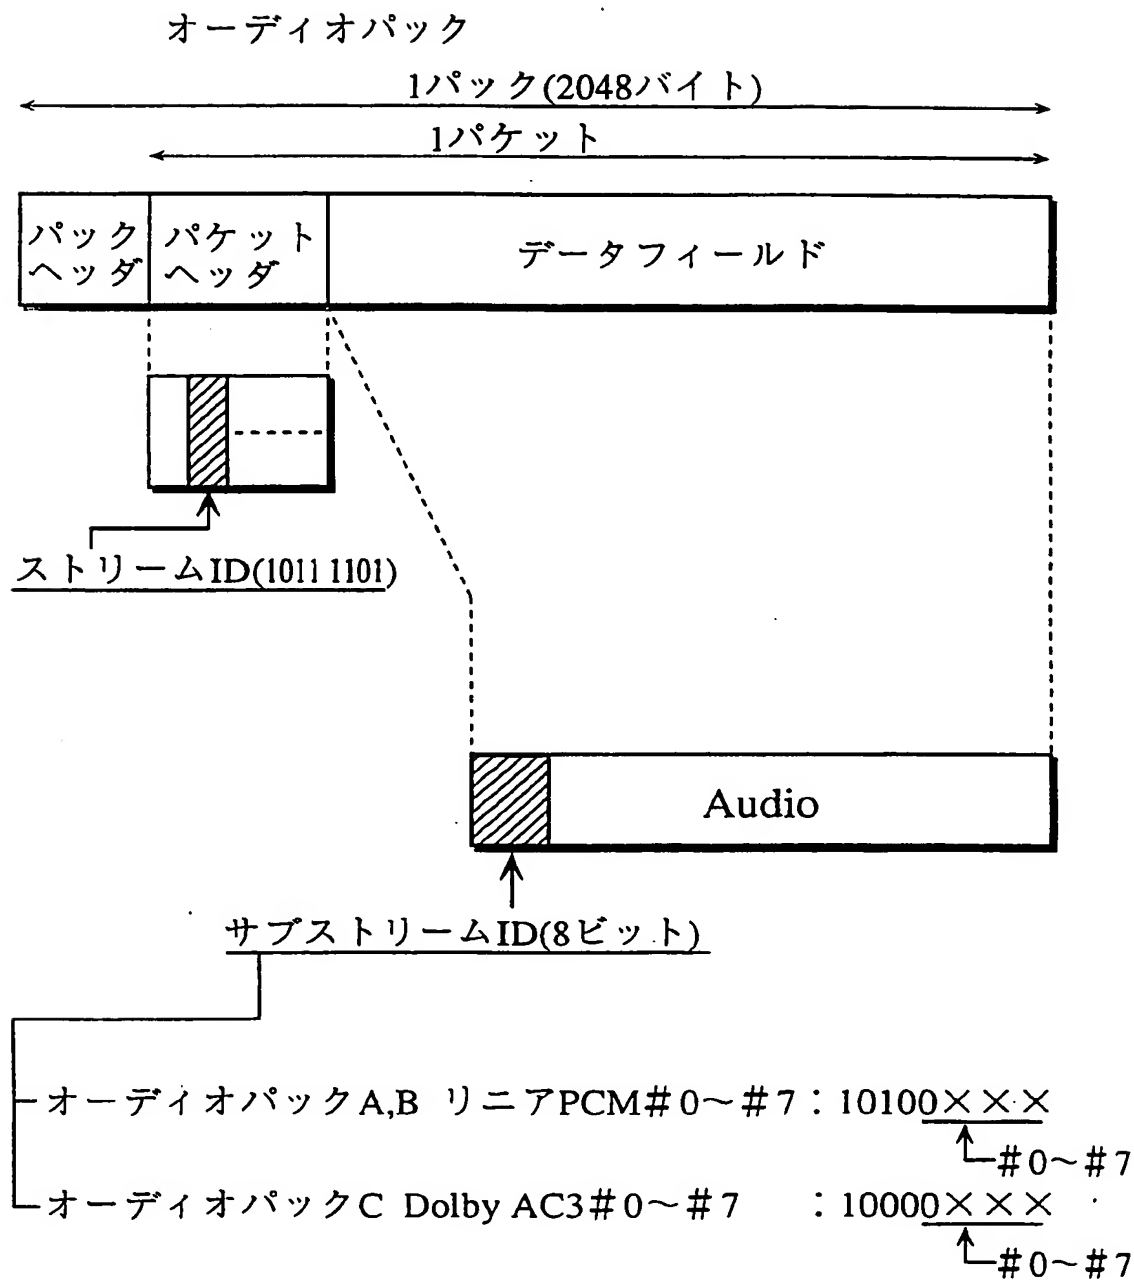 オーディオパック
1パック(2048バイト)
1パケット
パック
ヘッダ
パケット
ヘッダ
データフィールド
ストリームID(1011 1101)
Audio
サブストリームID(8ビット)
オーディオパックA,B リニアPCM#0~#7:10100×××
#0~#7
オーディオパックC Dolby AC3#0~#7 :10000×××
#0~#7